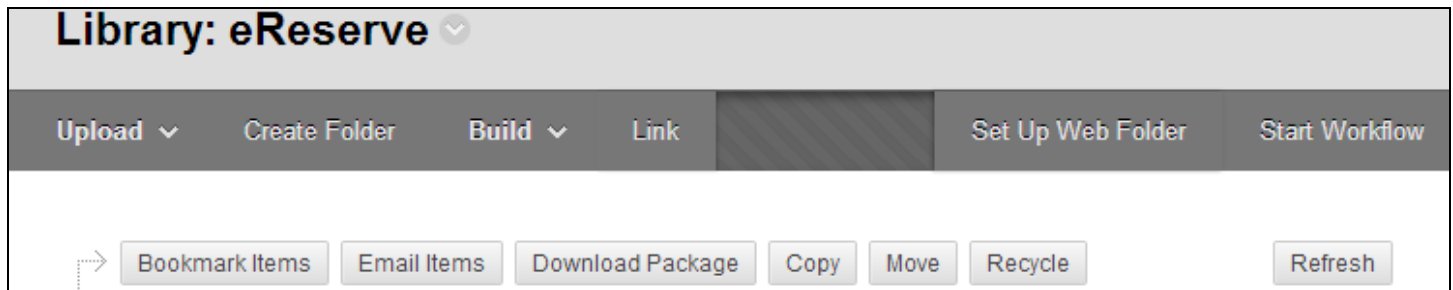 Library: eReserve
Upload Create Folder Build Link Set Up Web Folder Start Workflow
Bookmark Items Email Items Download Package Copy Move Recycle Refresh